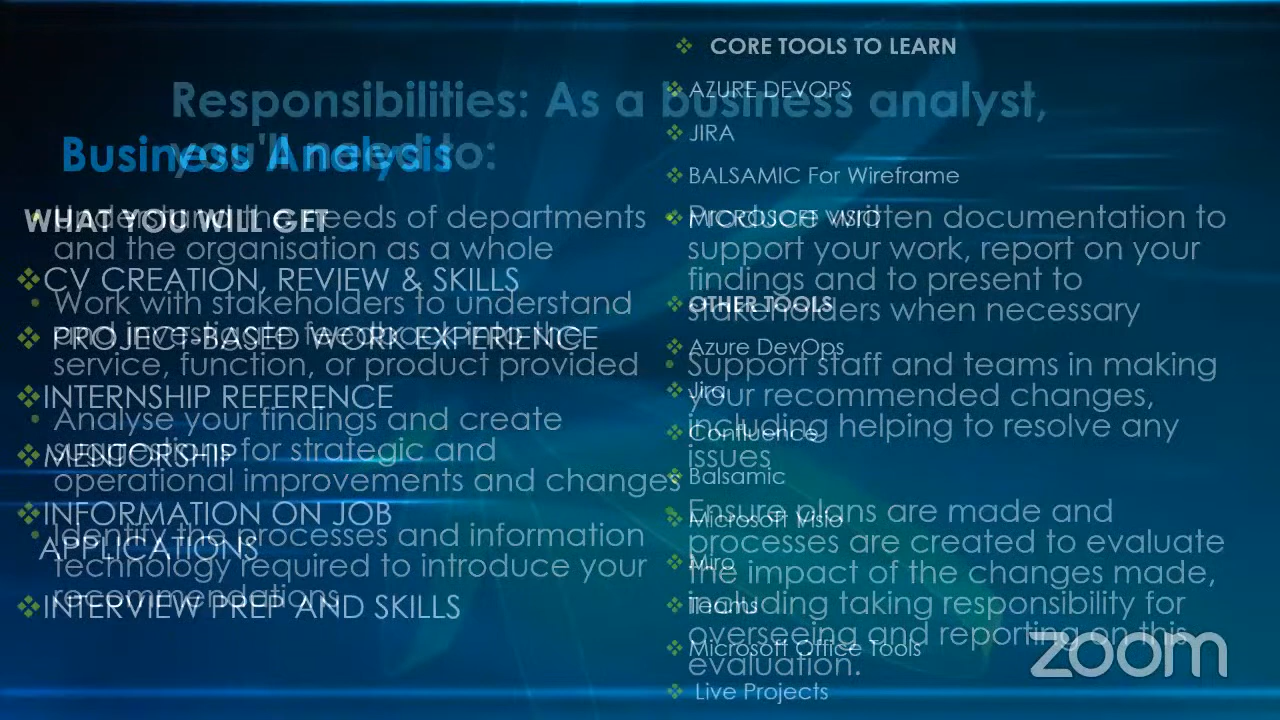 Responsibilities: As a business analyst,
you'll need to:
Understand the needs of departments
and the organisation as a whole
Work with stakeholders to understand
and investigate feedback into the
service, function, or product provided
Analyse your findings and create
suggestions for strategic and
operational improvements and changes
Identify the processes and information
technology required to introduce your
recommendations
Produce written documentation to
support your work, report on your
findings and to present to
stakeholders when necessary
Support staff and teams in making
your recommended changes,
including helping to resolve any
issues
Ensure plans are made and
processes are created to evaluate
the impact of the changes made,
including taking responsibility for
overseeing and reporting on this
evaluation.
Business Analysis
WHAT YOU WILL GET
CV CREATION, REVIEW & SKILLS
PROJECT-BASED WORK EXPERIENCE
INTERNSHIP REFERENCE
MENTORSHIP
INFORMATION ON JOB
APPLICATIONS
INTERVIEW PREP AND SKILLS
CORE TOOLS TO LEARN
AZURE DEVOPS
JIRA
BALSAMIC For Wireframe
MICROSOFT VISIO
OTHER TOOLS
Azure DevOps
Jira
Confluence
Balsamic
Microsoft Visio
Miro
Teams
Microsoft Office Tools
Live Projects
zoom